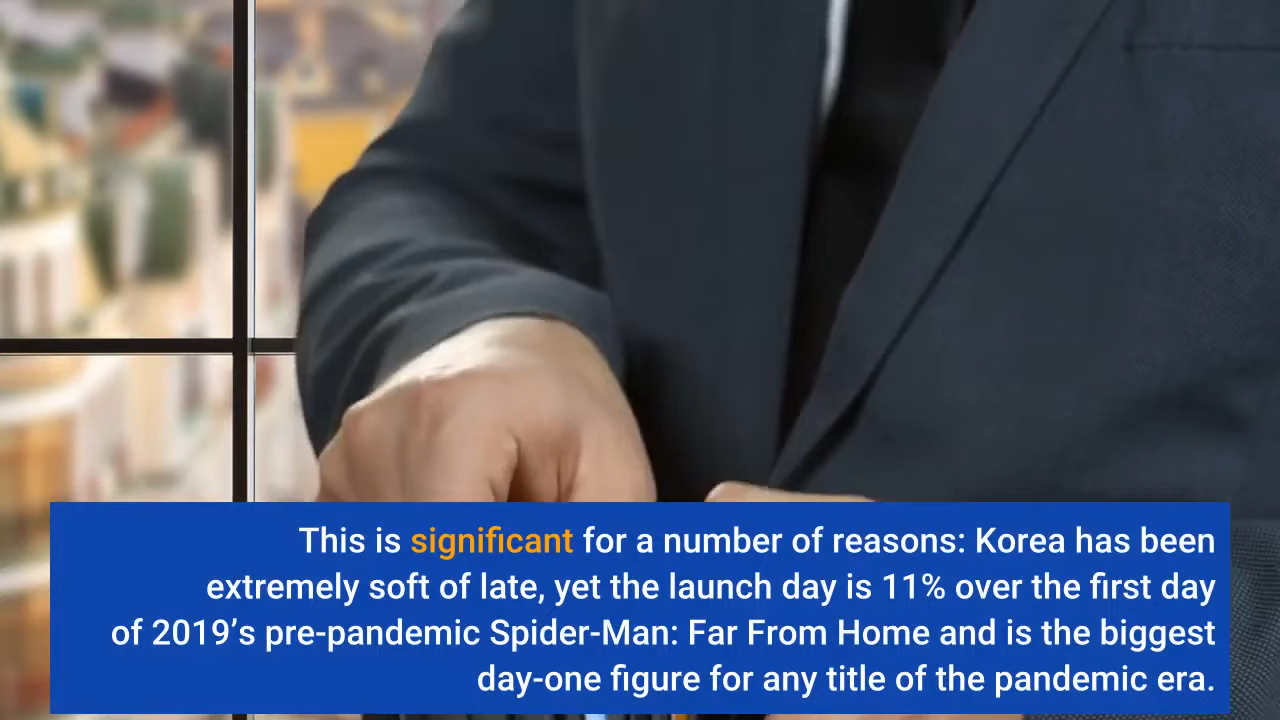 This is significant for a number of reasons: Korea has been
extremely soft of late, yet the launch day is 11% over the first day
of 2019’s pre-pandemic Spider-Man: Far From Home and is the biggest
day-one figure for any title of the pandemic era.